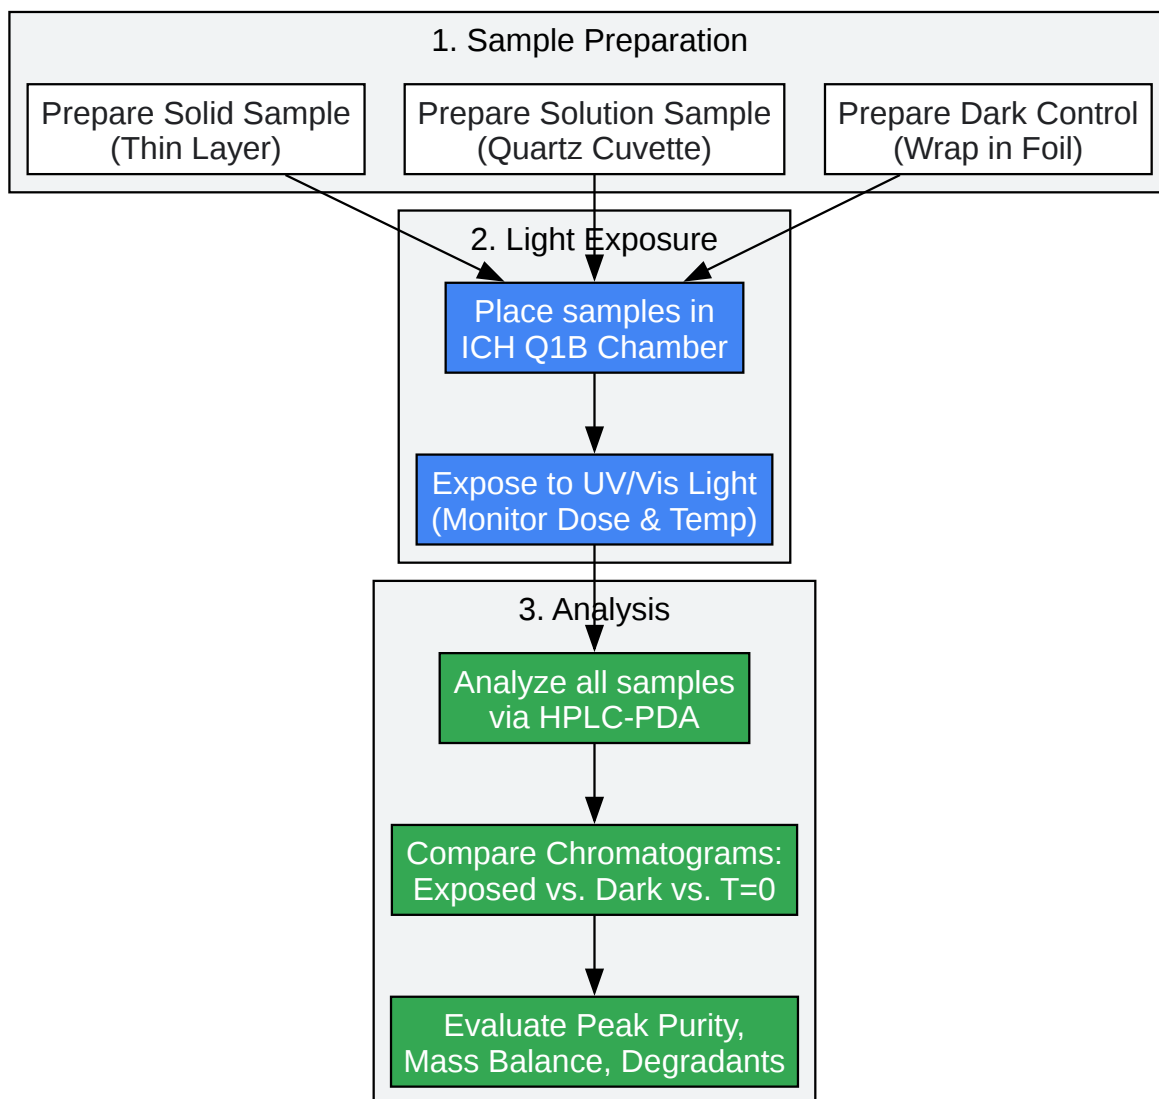 1. Sample Preparation
Prepare Solid Sample
(Thin Layer)
Prepare Solution Sample
(Quartz Cuvette)
Prepare Dark Control
(Wrap in Foil)
2. Light Exposure
Place samples in
ICH Q1B Chamber
Expose to UV/Vis Light
(Monitor Dose & Temp)
3. Analysis
Analyze all samples
via HPLC-PDA
Compare Chromatograms:
Exposed vs. Dark vs. T=0
Evaluate Peak Purity,
Mass Balance, Degradants